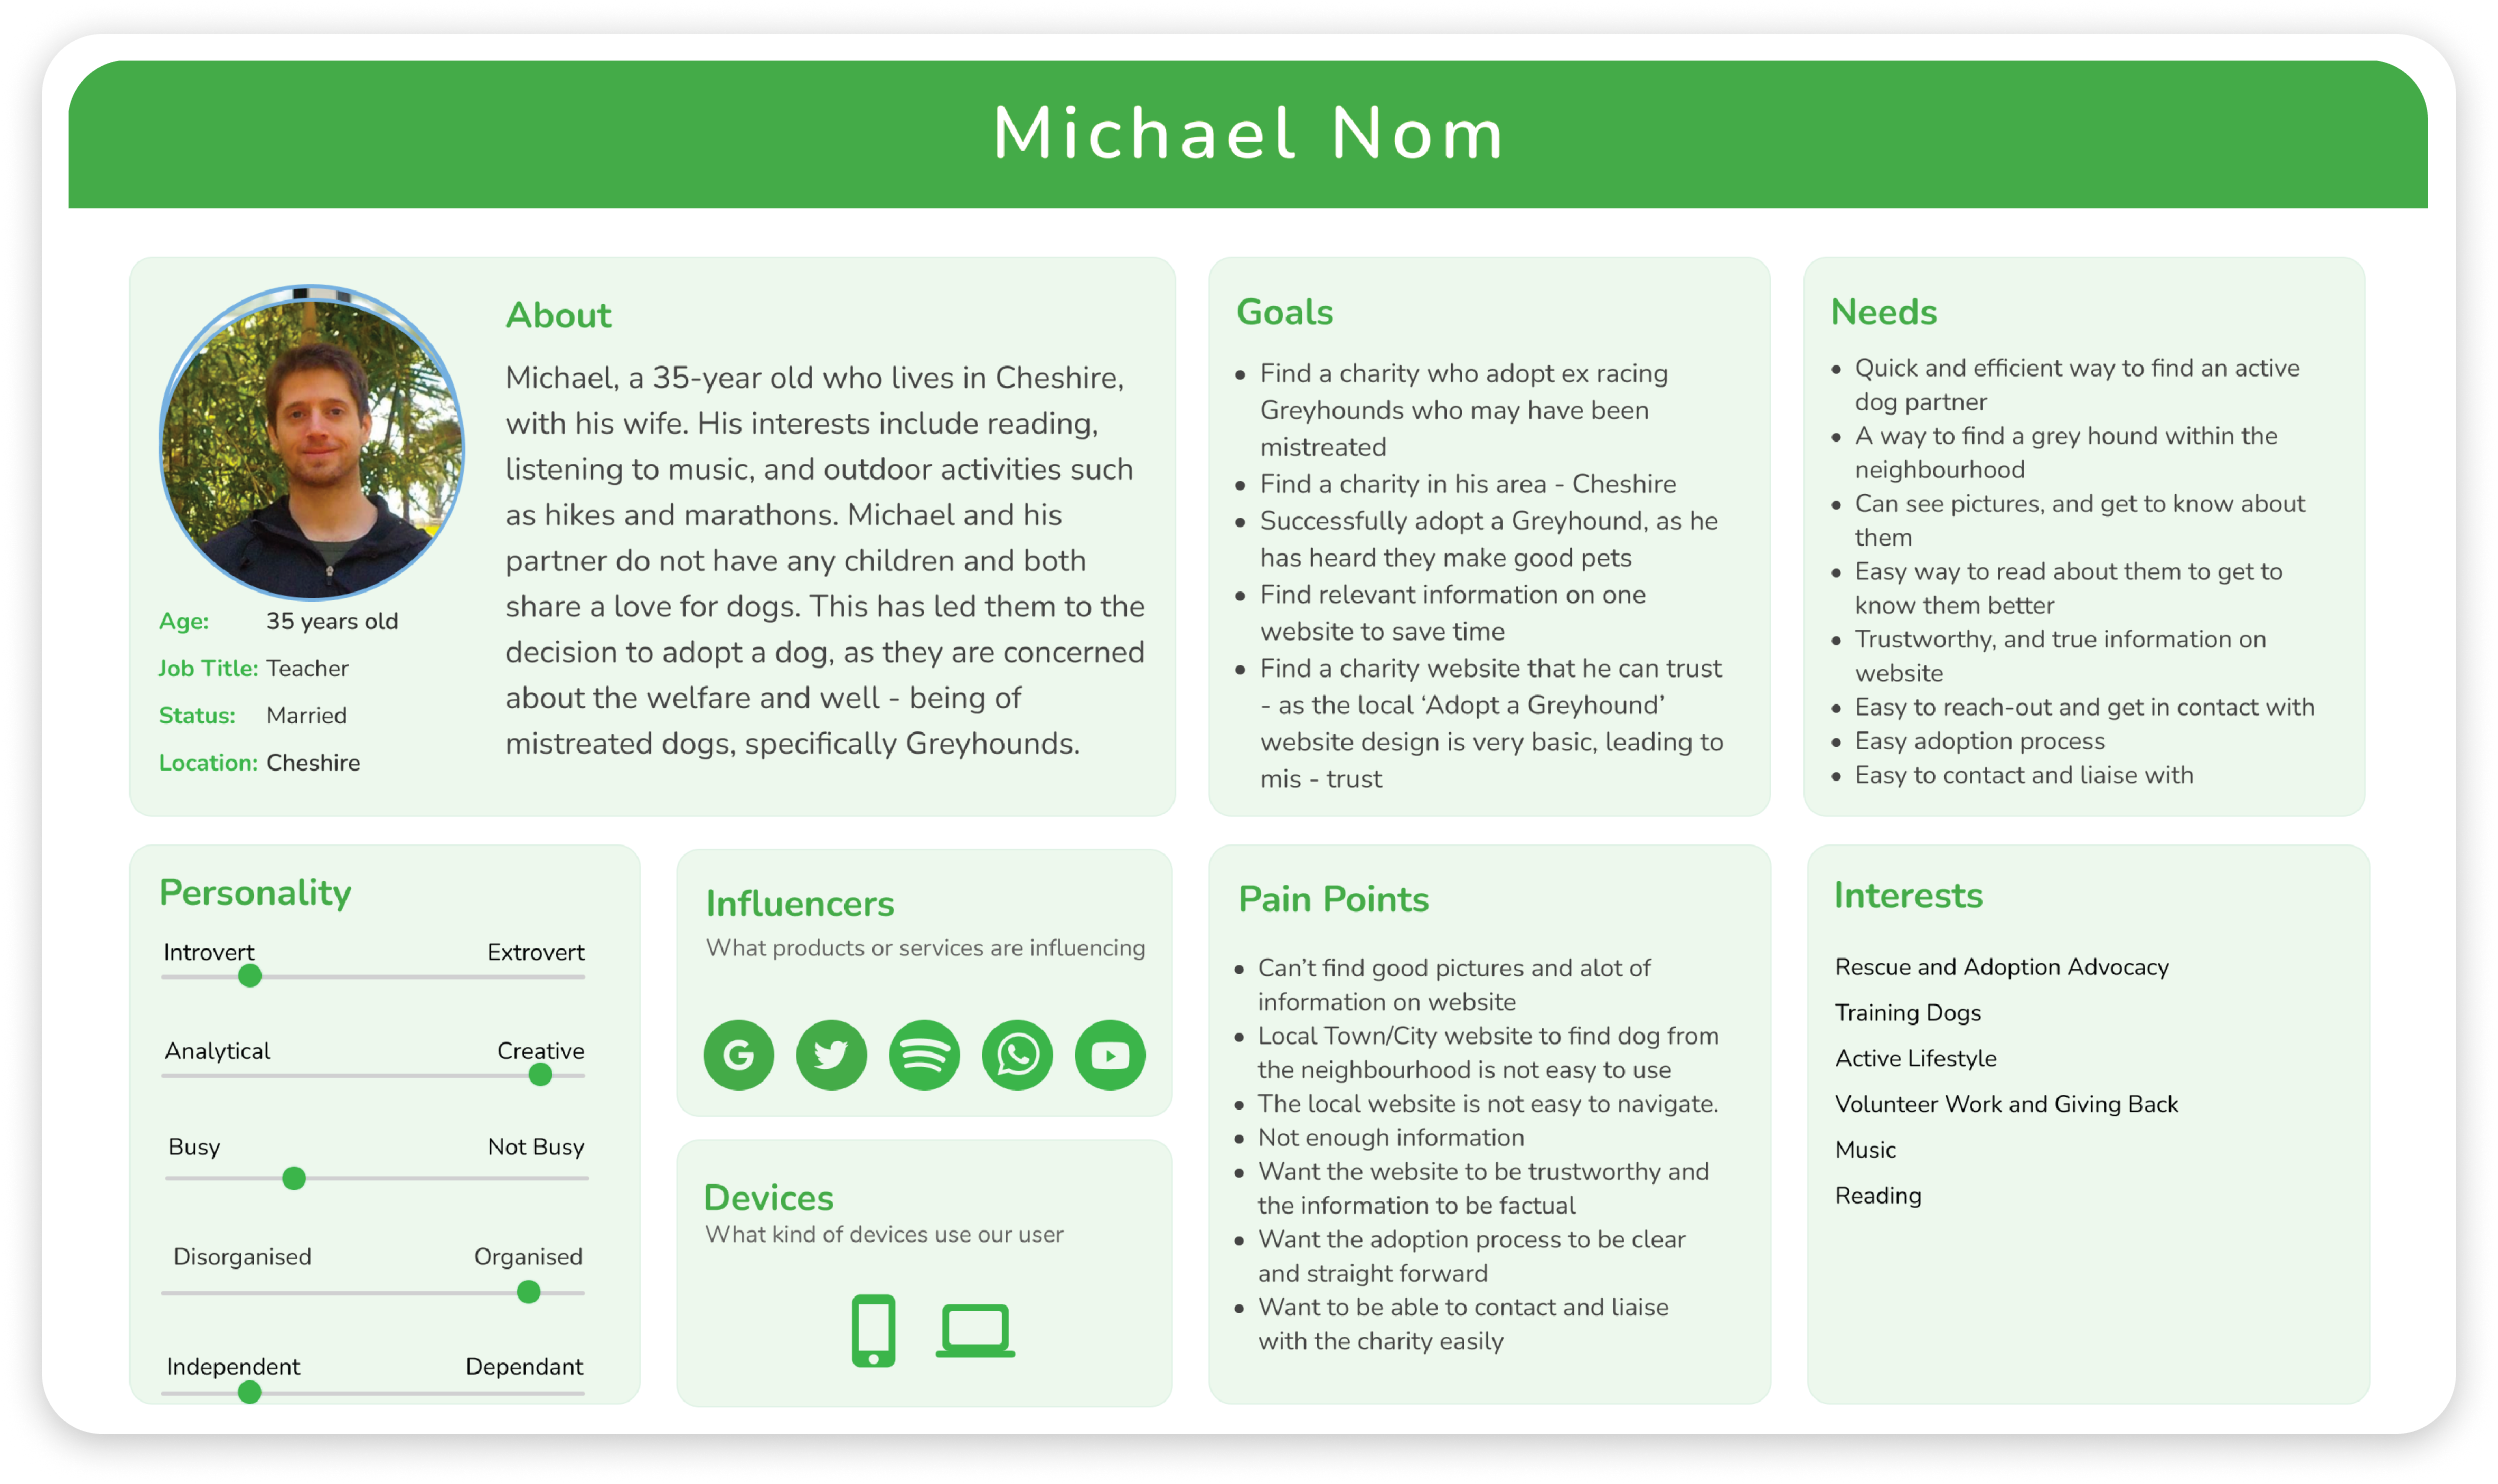 Michael Nom
About
Michael, a 35-year old who lives in Cheshire,
with his wife. His interests include reading,
listening to music, and outdoor activities such
as hikes and marathons. Michael and his
partner do not have any children and both
share a love for dogs. This has led them to the
decision to adopt a dog, as they are concerned
about the welfare and well - being of
mistreated dogs, specifically Greyhounds.
Age: 35 years old
Job Title: Teacher
Status: Married
Location: Cheshire
Goals
• Find a charity who adopt ex racing
Greyhounds who may have been
mistreated
• Find a charity in his area - Cheshire
• Successfully adopt a Greyhound, as he
has heard they make good pets
• Find relevant information on one
website to save time
• Find a charity website that he can trust
- as the local ‘Adopt a Greyhound’
website design is very basic, leading to
mis - trust
Needs
• Quick and efficient way to find an active
dog partner
• A way to find a grey hound within the
neighbourhood
• Can see pictures, and get to know about
them
• Easy way to read about them to get to
know them better
• Trustworthy, and true information on
website
• Easy to reach-out and get in contact with
• Easy adoption process
• Easy to contact and liaise with
Personality
Introvert Extrovert
Analytical Creative
Busy Not Busy
Disorganised Organised
Independent Dependant
Influencers
What products or services are influencing
G
Devices
What kind of devices use our user
Pain Points
• Can’t find good pictures and alot of
information on website
• Local Town/City website to find dog from
the neighbourhood is not easy to use
• The local website is not easy to navigate.
• Not enough information
• Want the website to be trustworthy and
the information to be factual
• Want the adoption process to be clear
and straight forward
• Want to be able to contact and liaise
with the charity easily
Interests
Rescue and Adoption Advocacy
Training Dogs
Active Lifestyle
Volunteer Work and Giving Back
Music
Reading